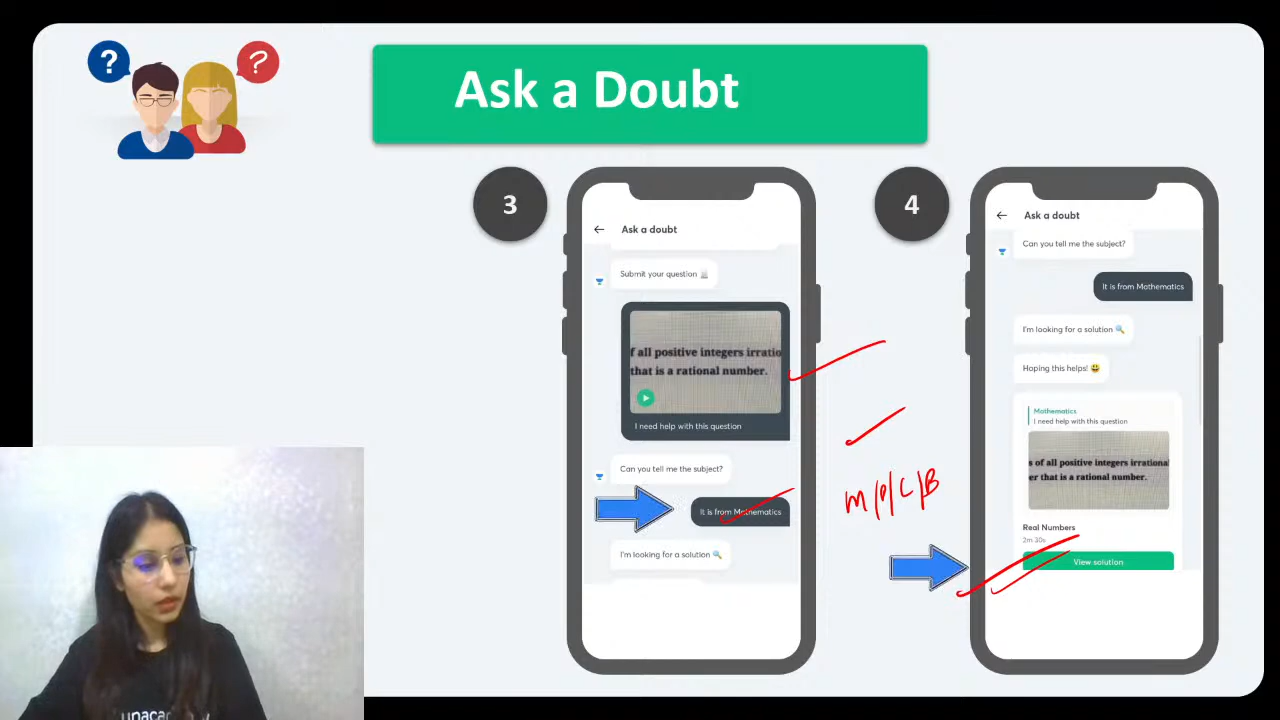 ? ?
Ask a Doubt
3
← Ask a doubt
Submit your question
f all positive integers irratio
that is a rational number.
I need help with this question
Can you tell me the subject?
It is from Mathematics
I'm looking for a solution
M/P/C/B
4
← Ask a doubt
Can you tell me the subject?
It is from Mathematics
I'm looking for a solution
Hoping this helps!
Mathematics
I need help with this question
s of all positive integers irrational
er that is a rational number.
Real Numbers
2m 30s
View solution